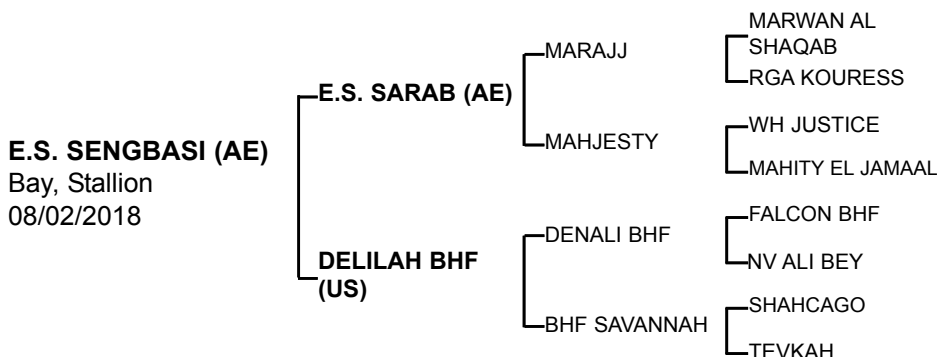 E.S. SENGBASI (AE)
Bay, Stallion
08/02/2018
E.S. SARAB (AE)
DELILAH BHF
(US)
MARAJJ
MAHJESTY
DENALI BHF
BHF SAVANNAH
MARWAN AL
SHAQAB
RGA KOURESS
WH JUSTICE
MAHITY EL JAMAAL
FALCON BHF
NV ALI BEY
SHAHCAGO
TEVKAH